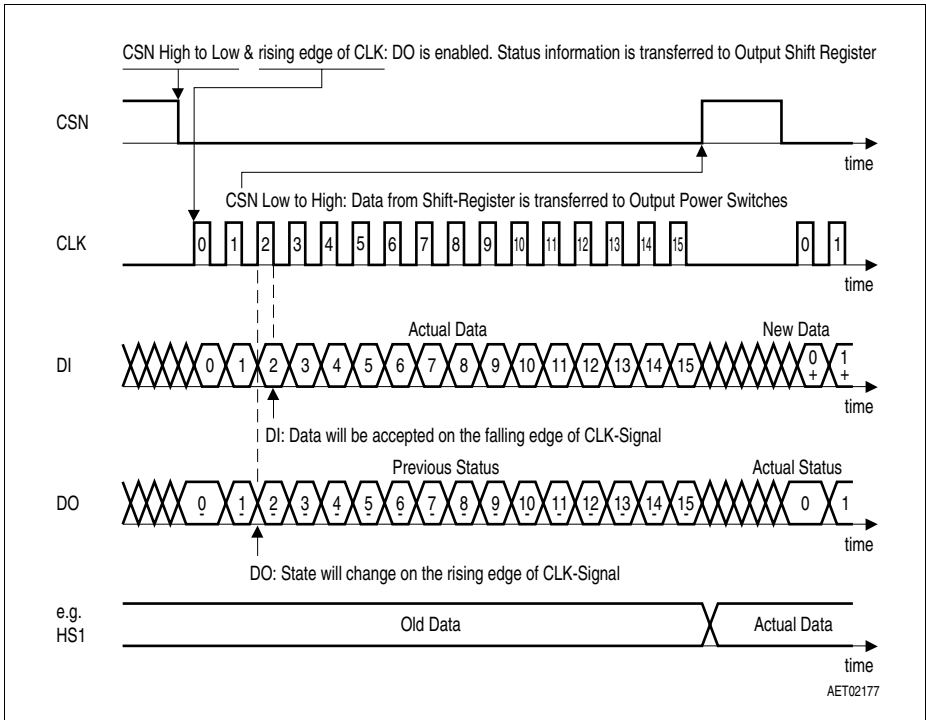 CSN High to Low & rising edge of CLK: DO is enabled. Status information is transferred to Output Shift Register
CSN
time
CSN Low to High: Data from Shift-Register is transferred to Output Power Switches
CLK
0 1 2 3 4 5 6 7 8 9 10 11 12 13 14 15 0 1
time
Actual Data New Data
DI
0 1 2 3 4 5 6 7 8 9 10 11 12 13 14 15 0 1
+ +
time
DI: Data will be accepted on the falling edge of CLK-Signal
Previous Status Actual Status
DO
0 1 2 3 4 5 6 7 8 9 10 11 12 13 14 15 0 1
- - - - - - - - - - - - - - - -
time
DO: State will change on the rising edge of CLK-Signal
e.g.
HS1
Old Data Actual Data
time
AET02177